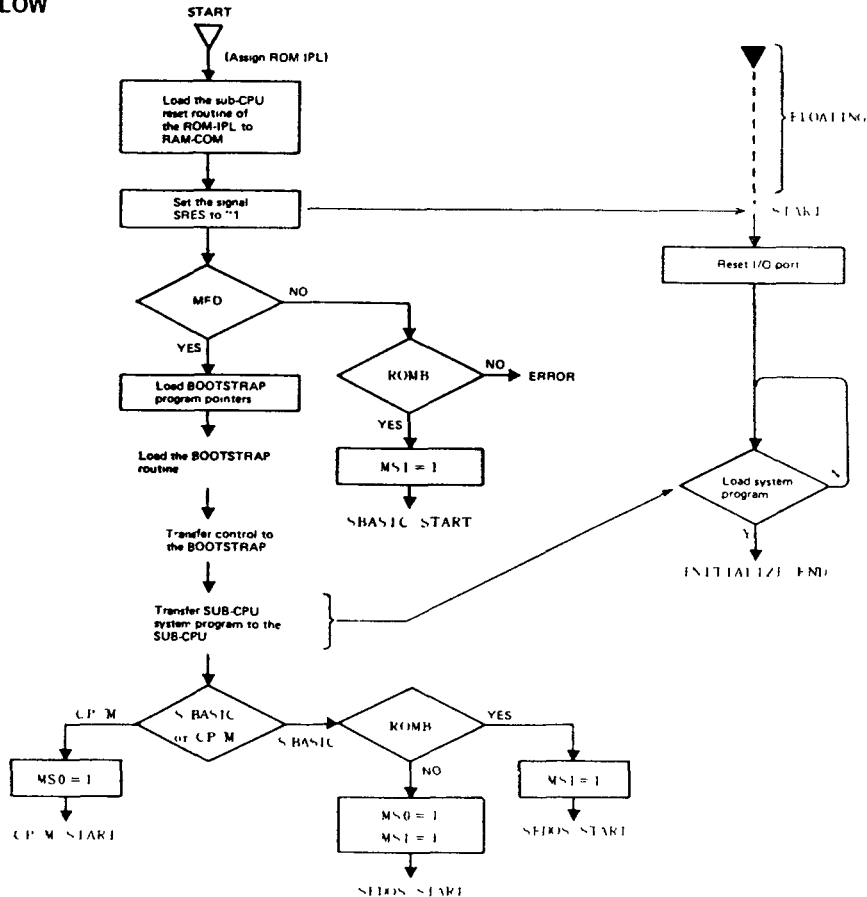 LOW
START
(Assign ROM IPL)
Load the sub-CPU
reset routine of
the ROM-IPL to
RAM-COM
FLOATING
Set the signal
SRES to "1
START
Reset I/O port
MFD
NO
YES
ROMB
NO
ERROR
Load BOOTSTRAP
program pointers
YES
MS1 = 1
Load the BOOTSTRAP
routine
Load system
program
SBASIC START
Transfer control to
the BOOTSTRAP
Y
INITIALIZE END
Transfer SUB-CPU
system program to the
SUB-CPU
CP M
S BASIC
or CP M
S BASIC
ROMB
YES
NO
MS0 = 1
MS1 = 1
MS0 = 1
MS1 = 1
CP M START
SEDOS START
SEDOS START